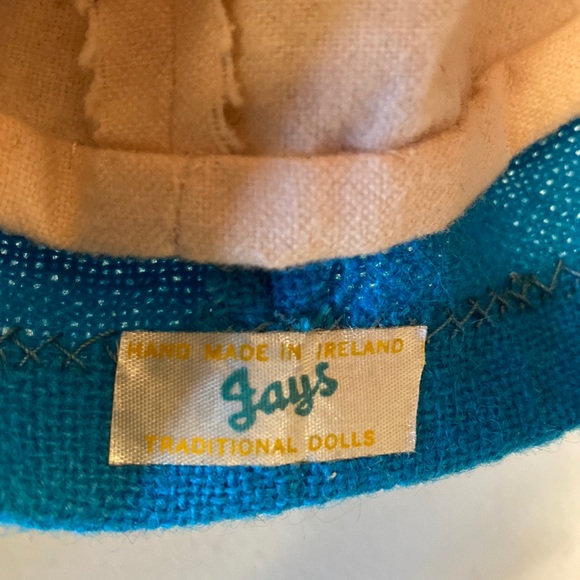 HAND MADE IN IRELAND
Jays
TRADITIONAL DOLLS